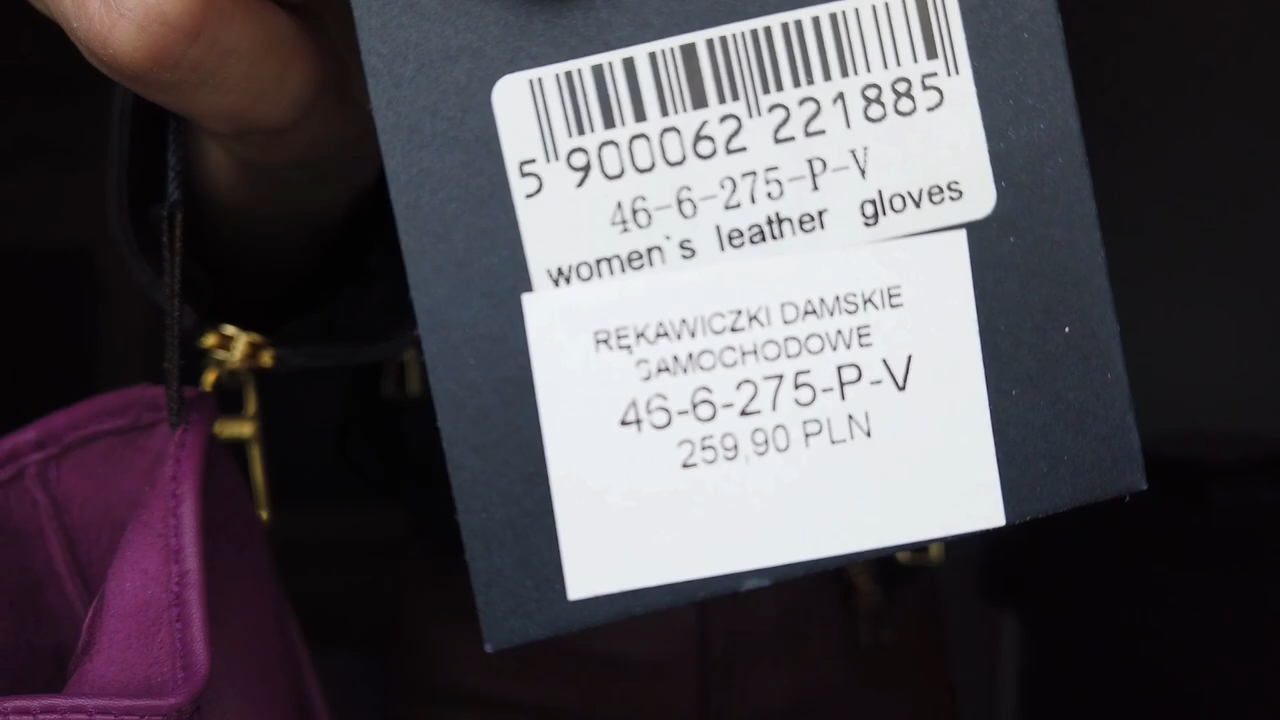 5 900062 221885
46-6-275-P-V
women`s leather gloves
RĘKAWICZKI DAMSKIE
SAMOCHODOWE
46-6-275-P-V
259,90 PLN